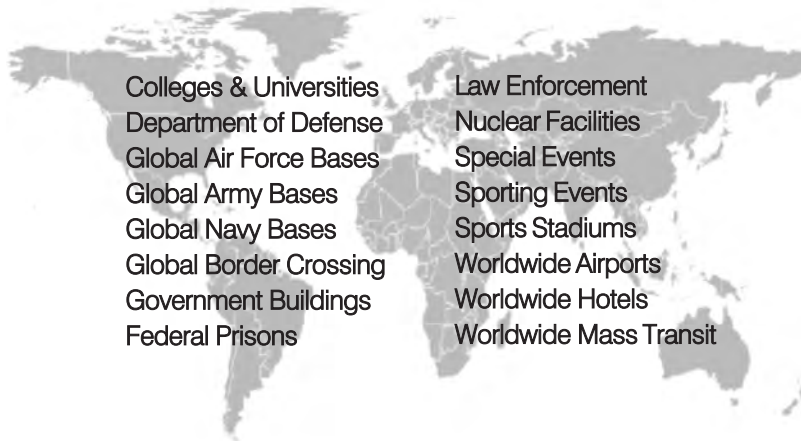 Colleges & Universities
Department of Defense
Global Air Force Bases
Global Army Bases
Global Navy Bases
Global Border Crossing
Government Buildings
Federal Prisons
Law Enforcement
Nuclear Facilities
Special Events
Sporting Events
Sports Stadiums
Worldwide Airports
Worldwide Hotels
Worldwide Mass Transit